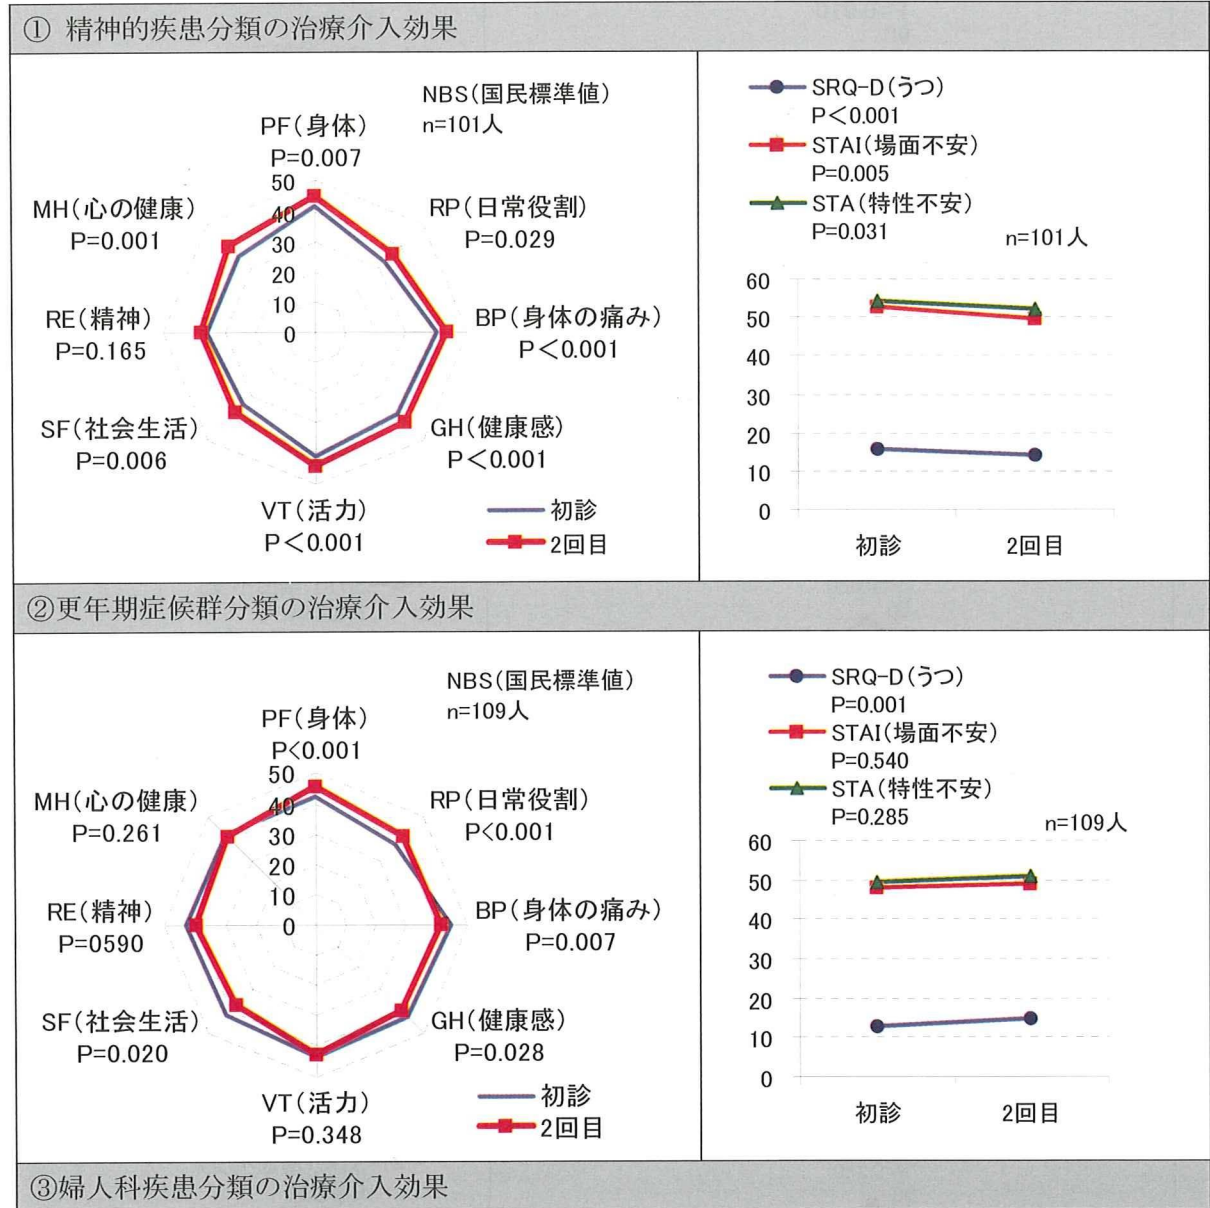 ① 精神的疾患分類の治療介入効果
NBS(国民標準値)
n=101人
PF(身体)
P=0.007
RP(日常役割)
P=0.029
BP(身体の痛み)
P<0.001
GH(健康感)
P<0.001
VT(活力)
P<0.001
SF(社会生活)
P=0.006
RE(精神)
P=0.165
MH(心の健康)
P=0.001
50
40
30
20
10
0
初診
2回目
SRQ-D(うつ)
P<0.001
STAI(場面不安)
P=0.005
STA(特性不安)
P=0.031
n=101人
60
50
40
30
20
10
0
初診
2回目
②更年期症候群分類の治療介入効果
NBS(国民標準値)
n=109人
PF(身体)
P<0.001
RP(日常役割)
P<0.001
BP(身体の痛み)
P=0.007
GH(健康感)
P=0.028
VT(活力)
P=0.348
SF(社会生活)
P=0.020
RE(精神)
P=0590
MH(心の健康)
P=0.261
50
40
30
20
10
0
初診
2回目
SRQ-D(うつ)
P=0.001
STAI(場面不安)
P=0.540
STA(特性不安)
P=0.285
n=109人
60
50
40
30
20
10
0
初診
2回目
③婦人科疾患分類の治療介入効果